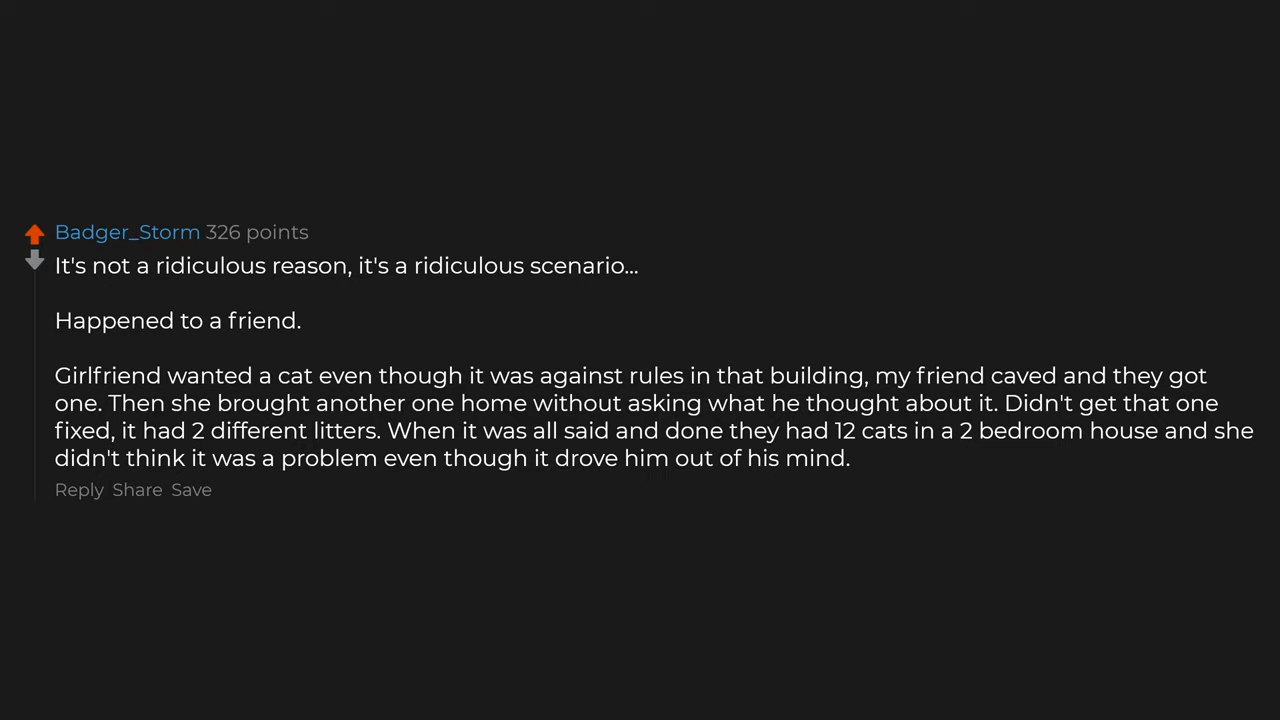 Badger_Storm 326 points
It's not a ridiculous reason, it's a ridiculous scenario...
Happened to a friend.
Girlfriend wanted a cat even though it was against rules in that building, my friend caved and they got
one. Then she brought another one home without asking what he thought about it. Didn't get that one
fixed, it had 2 different litters. When it was all said and done they had 12 cats in a 2 bedroom house and she
didn't think it was a problem even though it drove him out of his mind.
Reply Share Save